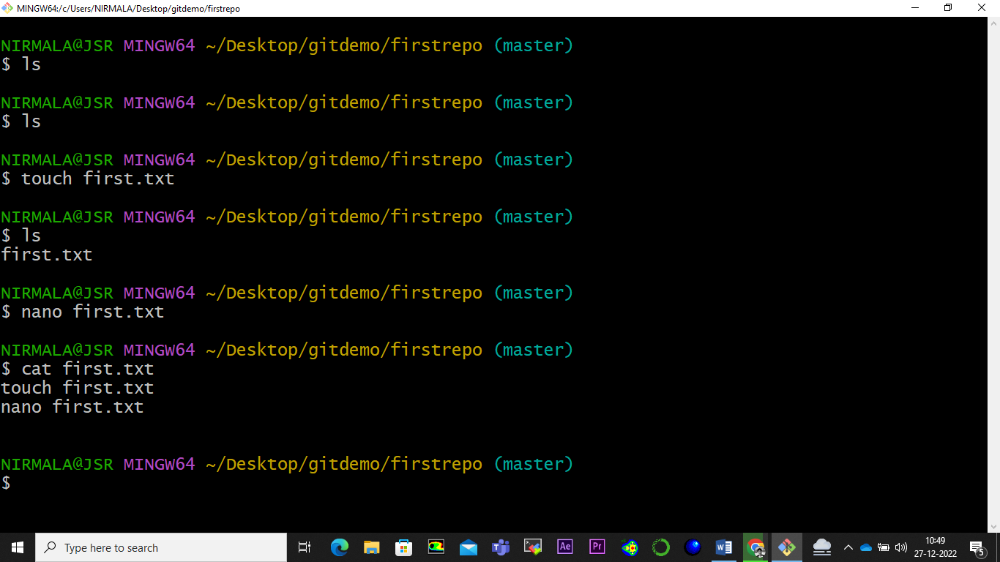 MINGW64:/c/Users/NIRMALA/Desktop/gitdemo/firstrepo
NIRMALA@JSR MINGW64 ~/Desktop/gitdemo/firstrepo (master)
$ ls
NIRMALA@JSR MINGW64 ~/Desktop/gitdemo/firstrepo (master)
$ ls
NIRMALA@JSR MINGW64 ~/Desktop/gitdemo/firstrepo (master)
$ touch first.txt
NIRMALA@JSR MINGW64 ~/Desktop/gitdemo/firstrepo (master)
$ ls
first.txt
NIRMALA@JSR MINGW64 ~/Desktop/gitdemo/firstrepo (master)
$ nano first.txt
NIRMALA@JSR MINGW64 ~/Desktop/gitdemo/firstrepo (master)
$ cat first.txt
touch first.txt
nano first.txt
NIRMALA@JSR MINGW64 ~/Desktop/gitdemo/firstrepo (master)
$
Type here to search
Ae
Pr
10:49
27-12-2022
5